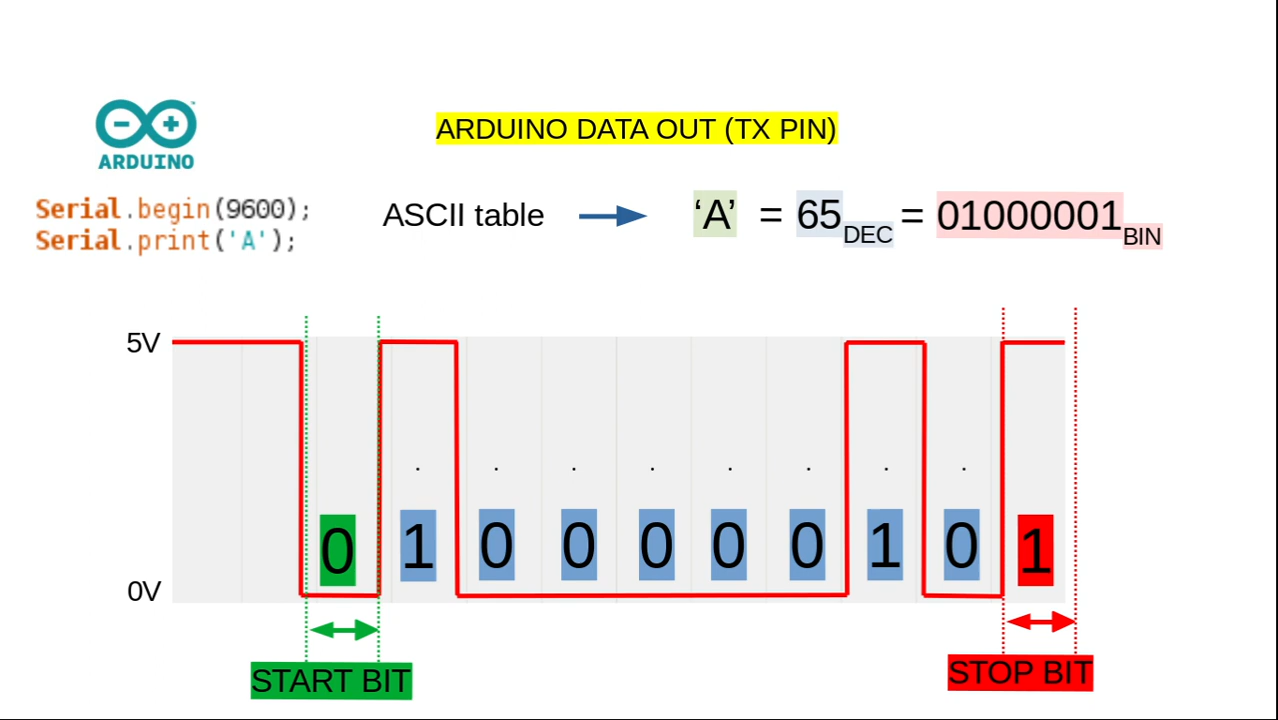 ARDUINO
ARDUINO DATA OUT (TX PIN)
Serial.begin(9600);
Serial.print('A');
ASCII table
‘A’ = 65DEC = 01000001BIN
5V
0 1 0 0 0 0 0 1 0 1
0V
START BIT
STOP BIT